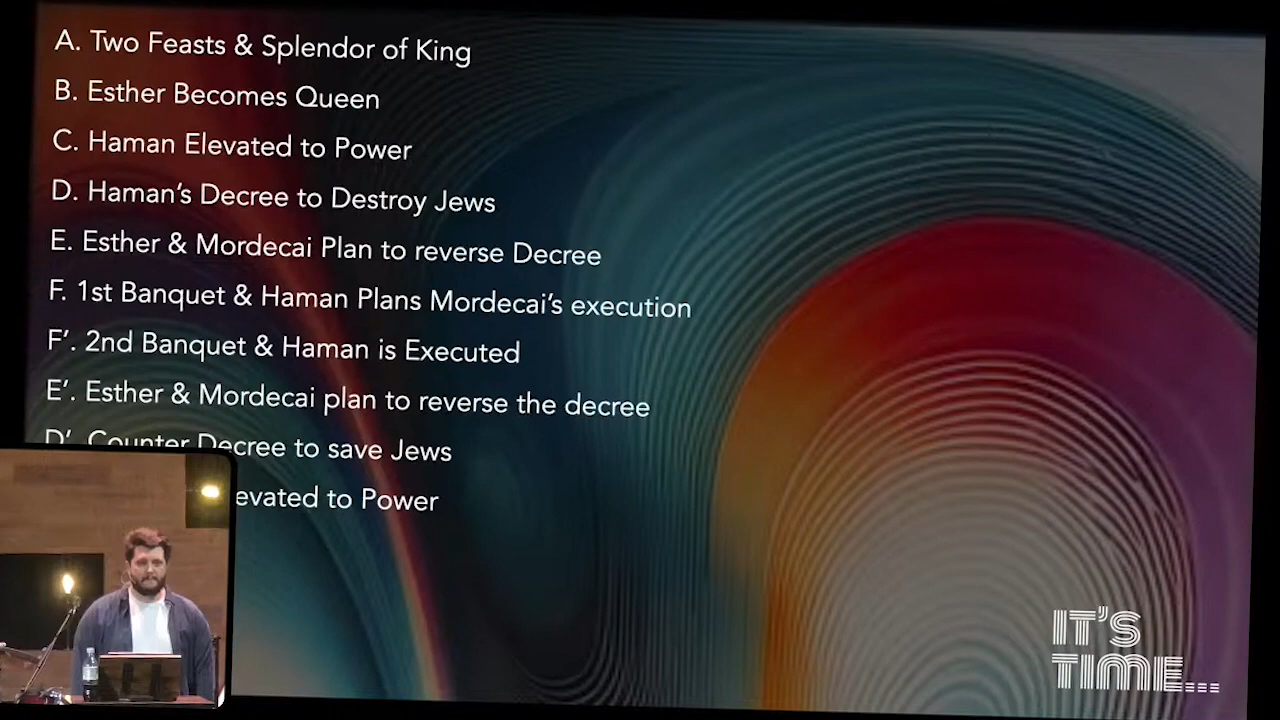 A. Two Feasts & Splendor of King
B. Esther Becomes Queen
C. Haman Elevated to Power
D. Haman's Decree to Destroy Jews
E. Esther & Mordecai Plan to reverse Decree
F. 1st Banquet & Haman Plans Mordecai's execution
F'. 2nd Banquet & Haman is Executed
E'. Esther & Mordecai plan to reverse the decree
D'. Counter Decree to save Jews
evated to Power
IT'S
TIME...